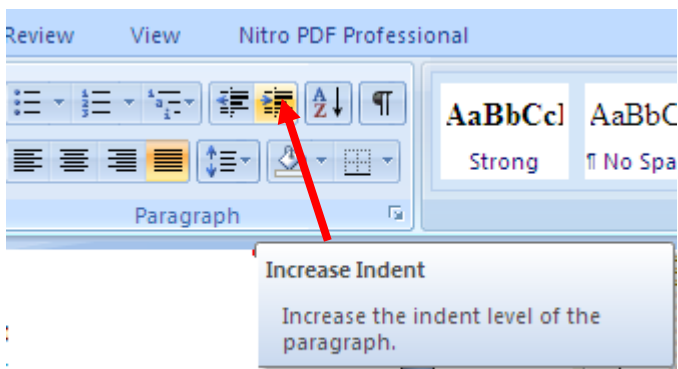 Review View Nitro PDF Professional
AaBbCcl AaBbC
Strong ¶ No Spa
Paragraph
Increase Indent
Increase the indent level of the
paragraph.